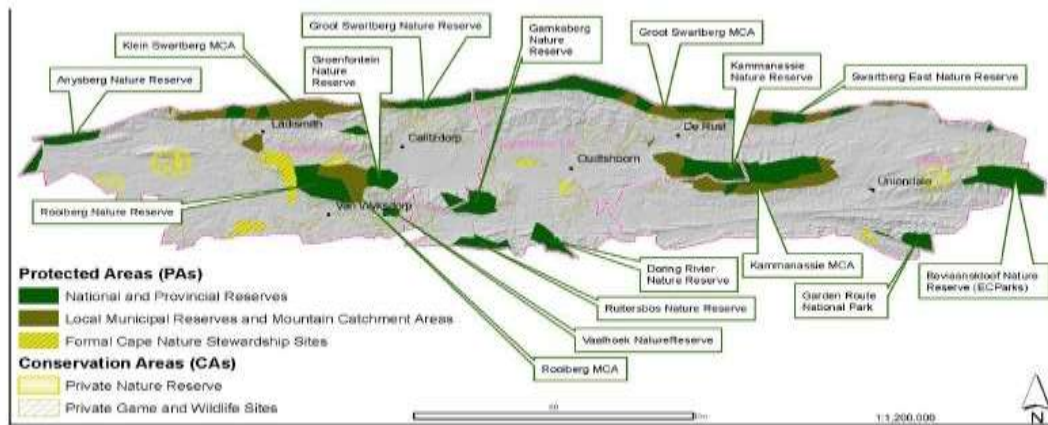 Groot Swartberg Nature Reserve
Gamkaberg
Nature
Reserve
Groot Swartberg MCA
Klein Swartberg MCA
Groenfontein
Nature
Reserve
Kammanassie
Nature Reserve
Swartberg East Nature Reserve
Anysberg Nature Reserve
Ladismith
Calitzdorp
De Rust
Oudtshoorn
Uniondale
Rooiberg Nature Reserve
Van Wyksdorp
Doring Rivier
Nature Reserve
Kammanassie MCA
Baviaanskloof Nature
Reserve (ECParks)
Garden Route
National Park
Ruitersbos Nature Reserve
Vaalhoek NatureReserve
Rooiberg MCA
Protected Areas (PAs)
National and Provincial Reserves
Local Municipal Reserves and Mountain Catchment Areas
Formal Cape Nature Stewardship Sites
Conservation Areas (CAs)
Private Nature Reserve
Private Game and Wildlife Sites
1:1,200,000
N